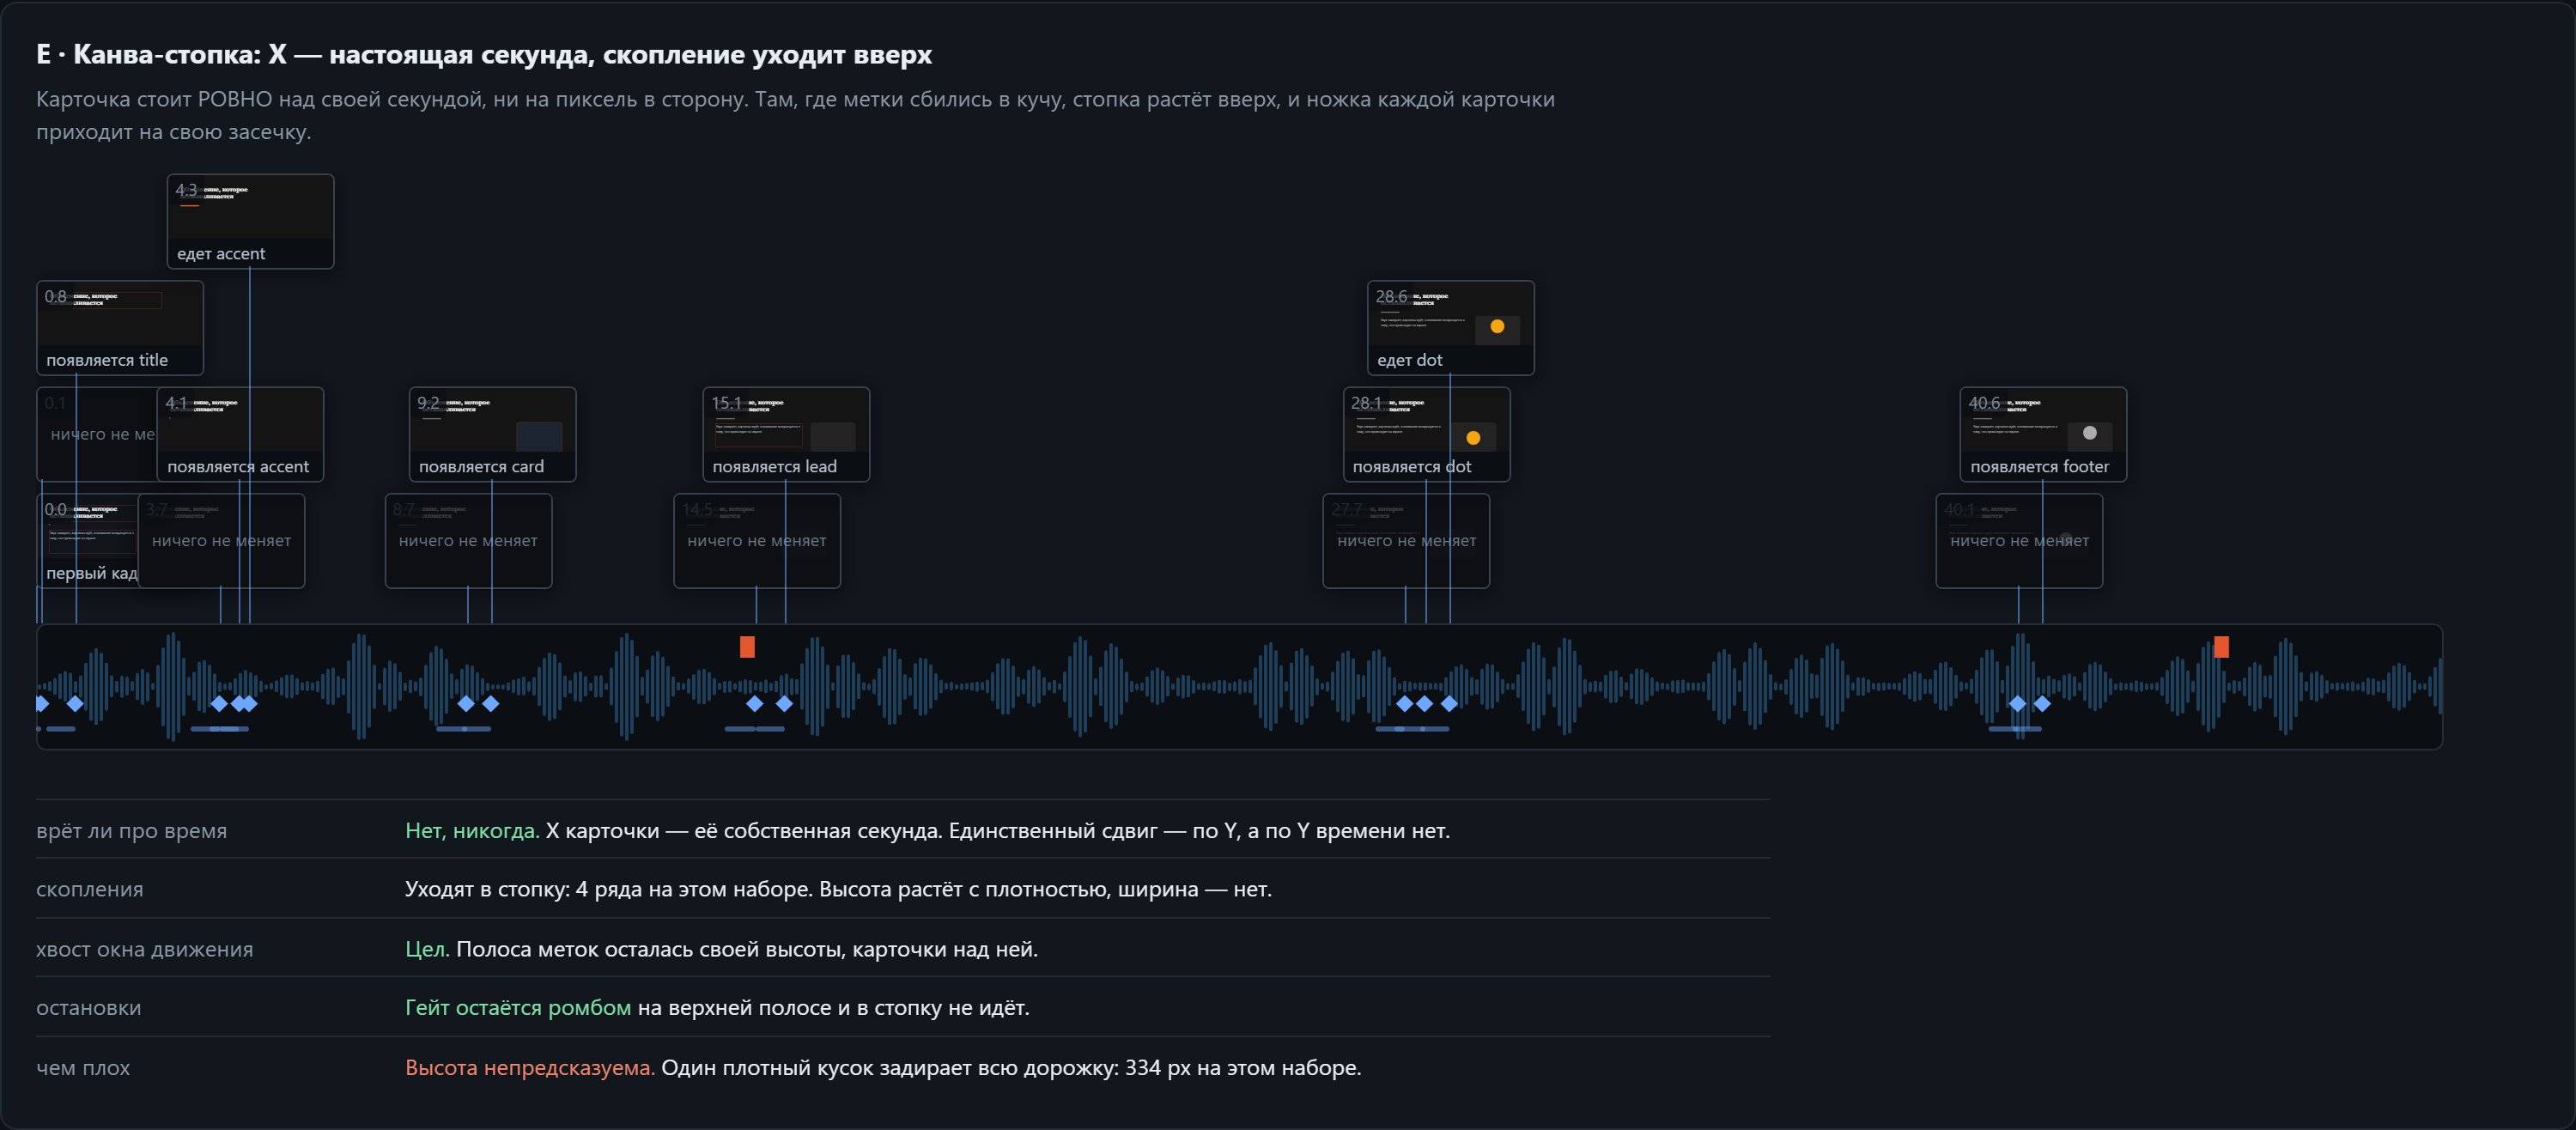 E · Канва-стопка: X — настоящая секунда, скопление уходит вверх
Карточка стоит РОВНО над своей секундой, ни на пиксель в сторону. Там, где метки сбились в кучу, стопка растёт вверх, и ножка каждой карточки
приходит на свою засечку.
4.3
едет accent
0.8
появляется title
28.6
едет dot
0.1
ничего не ме
4.1
появляется accent
9.2
появляется card
15.1
появляется lead
28.1
появляется dot
40.6
появляется footer
0.0
первый кад
3.7
ничего не меняет
8.7
ничего не меняет
14.5
ничего не меняет
27.7
ничего не меняет
40.1
ничего не меняет
врёт ли про время
Нет, никогда. X карточки — её собственная секунда. Единственный сдвиг — по Y, а по Y времени нет.
скопления
Уходят в стопку: 4 ряда на этом наборе. Высота растёт с плотностью, ширина — нет.
хвост окна движения
Цел. Полоса меток осталась своей высоты, карточки над ней.
остановки
Гейт остаётся ромбом на верхней полосе и в стопку не идёт.
чем плох
Высота непредсказуема. Один плотный кусок задирает всю дорожку: 334 px на этом наборе.